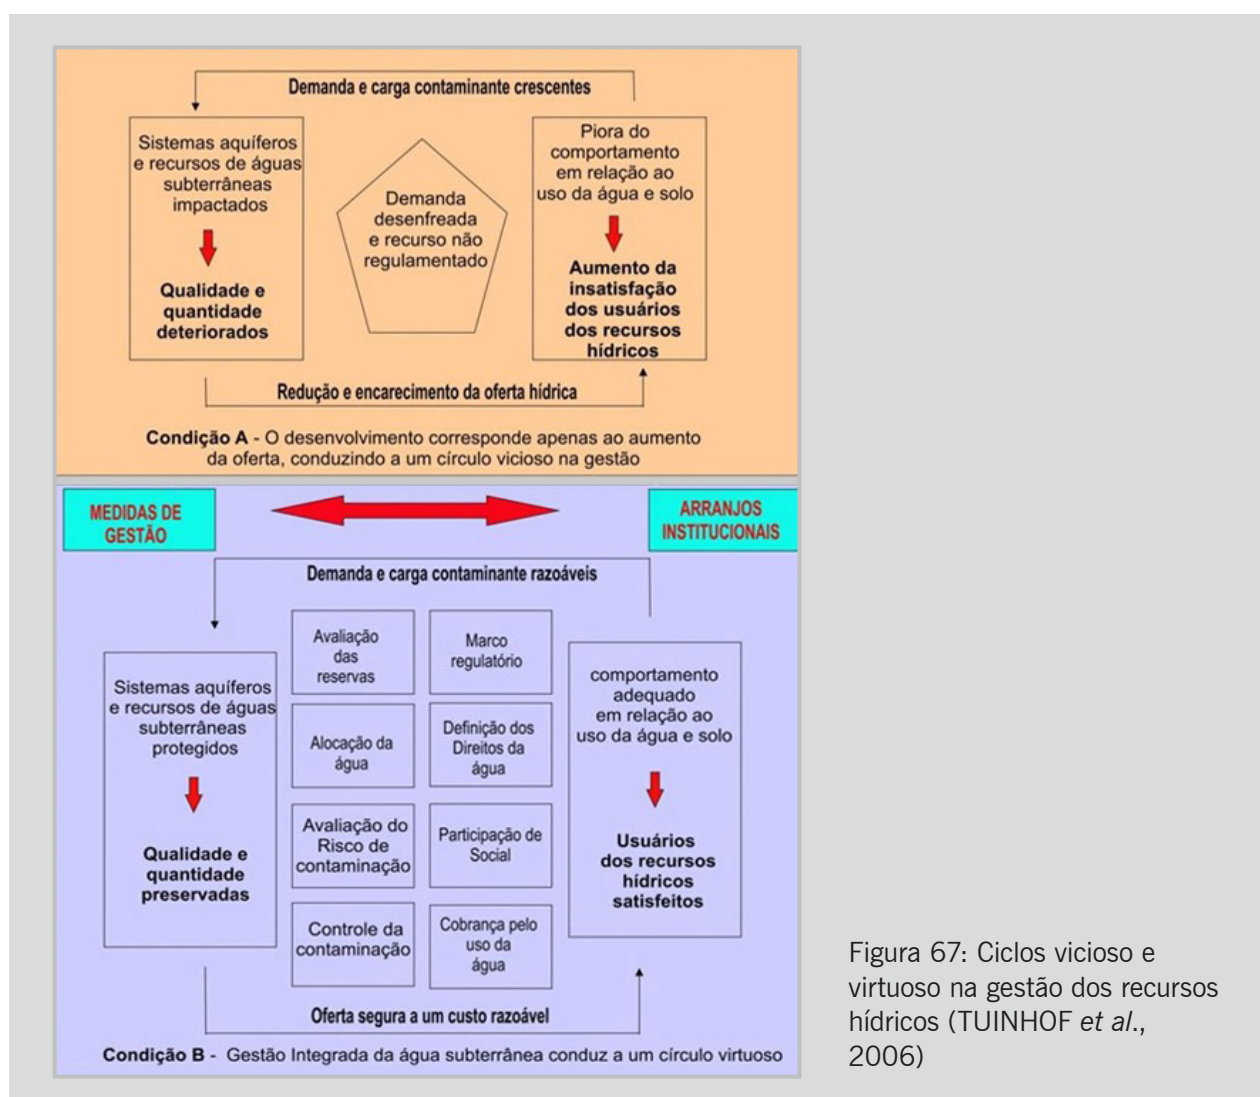 Demanda e carga contaminante crescentes
Sistemas aquíferos
e recursos de águas
subterrâneas
impactados
Qualidade e
quantidade
deteriorados
Demanda
desenfreada
e recurso não
regulamentado
Piora do
comportamento
em relação ao
uso da água e solo
Aumento da
insatisfação
dos usuários
dos recursos
hídricos
Redução e encarecimento da oferta hídrica
Condição A - O desenvolvimento corresponde apenas ao aumento
da oferta, conduzindo a um círculo vicioso na gestão
MEDIDAS DE
GESTÃO
ARRANJOS
INSTITUCIONAIS
Demanda e carga contaminante razoáveis
Sistemas aquíferos
e recursos de águas
subterrâneas
protegidos
Qualidade e
quantidade
preservadas
Avaliação
das
reservas
Marco
regulatório
Alocação da
água
Definição dos
Direitos da
água
Avaliação do
Risco de
contaminação
Participação de
Social
Controle da
contaminação
Cobrança pelo
uso da
água
comportamento
adequado
em relação ao
uso da água e solo
Usuários
dos recursos
hídricos
satisfeitos
Oferta segura a um custo razoável
Condição B - Gestão Integrada da água subterrânea conduz a um círculo virtuoso
Figura 67: Ciclos vicioso e
virtuoso na gestão dos recursos
hídricos (TUINHOF et al.,
2006)